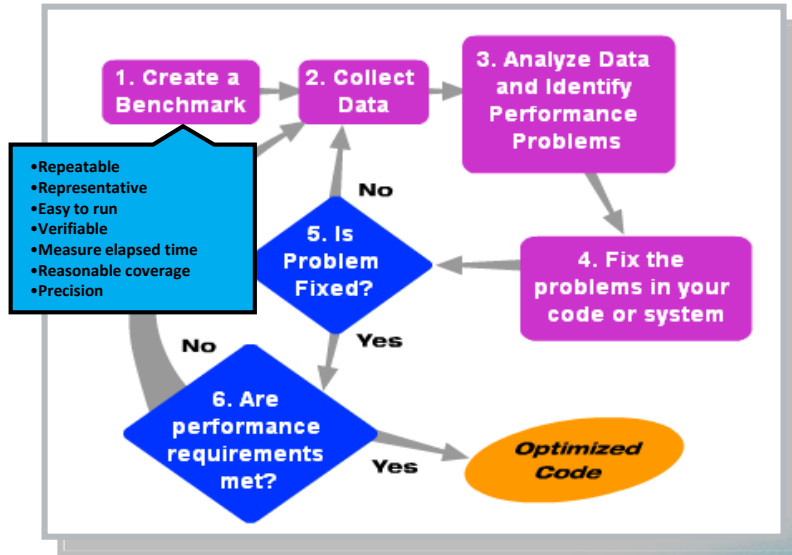 1. Create a
Benchmark
2. Collect
Data
3. Analyze Data
and Identify
Performance
Problems
•Repeatable
•Representative
•Easy to run
•Verifiable
•Measure elapsed time
•Reasonable coverage
•Precision
No
5. Is
Problem
Fixed?
4. Fix the
problems in your
code or system
Yes
No
6. Are
performance
requirements
met?
Yes
Optimized
Code